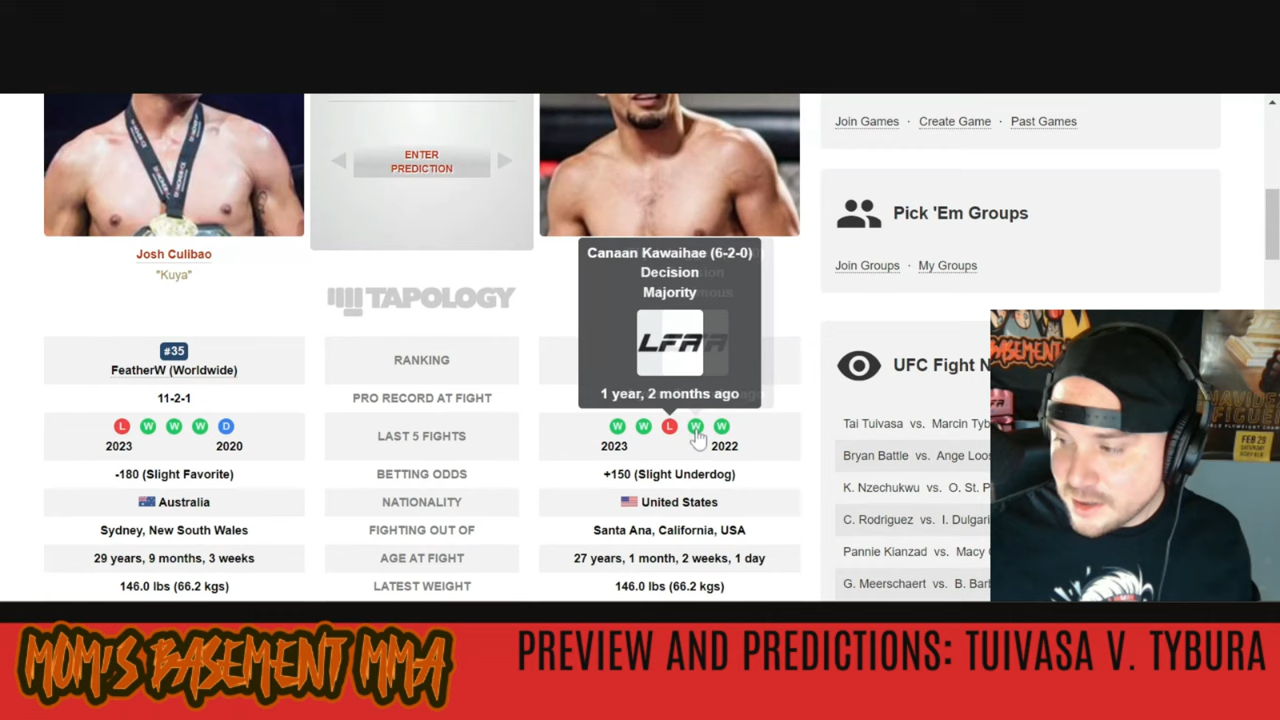 Join Games · Create Game · Past Games
ENTER
PREDICTION
Pick 'Em Groups
Join Groups · My Groups
Josh Culibao
"Kuya"
TAPOLOGY
Canaan Kawaihae (6-2-0)
Decision
Majority
LFA
1 year, 2 months ago
#35
FeatherW (Worldwide)
RANKING
11-2-1
PRO RECORD AT FIGHT
L W W W D
2023 2020
LAST 5 FIGHTS
W W L W W
2023 2022
-180 (Slight Favorite)
BETTING ODDS
+150 (Slight Underdog)
Australia
NATIONALITY
United States
Sydney, New South Wales
FIGHTING OUT OF
Santa Ana, California, USA
29 years, 9 months, 3 weeks
AGE AT FIGHT
27 years, 1 month, 2 weeks, 1 day
146.0 lbs (66.2 kgs)
LATEST WEIGHT
146.0 lbs (66.2 kgs)
UFC Fight N
Tai Tuivasa vs. Marcin Tyb
Bryan Battle vs. Ange Loos
K. Nzechukwu vs. O. St. P
C. Rodriguez vs. I. Dulgari
Pannie Kianzad vs. Macy
G. Meerschaert vs. B. Bar
BASEMENT
FEB 29
SATURDAY
MOM'S BASEMENT MMA
PREVIEW AND PREDICTIONS: TUIVASA V. TYBURA